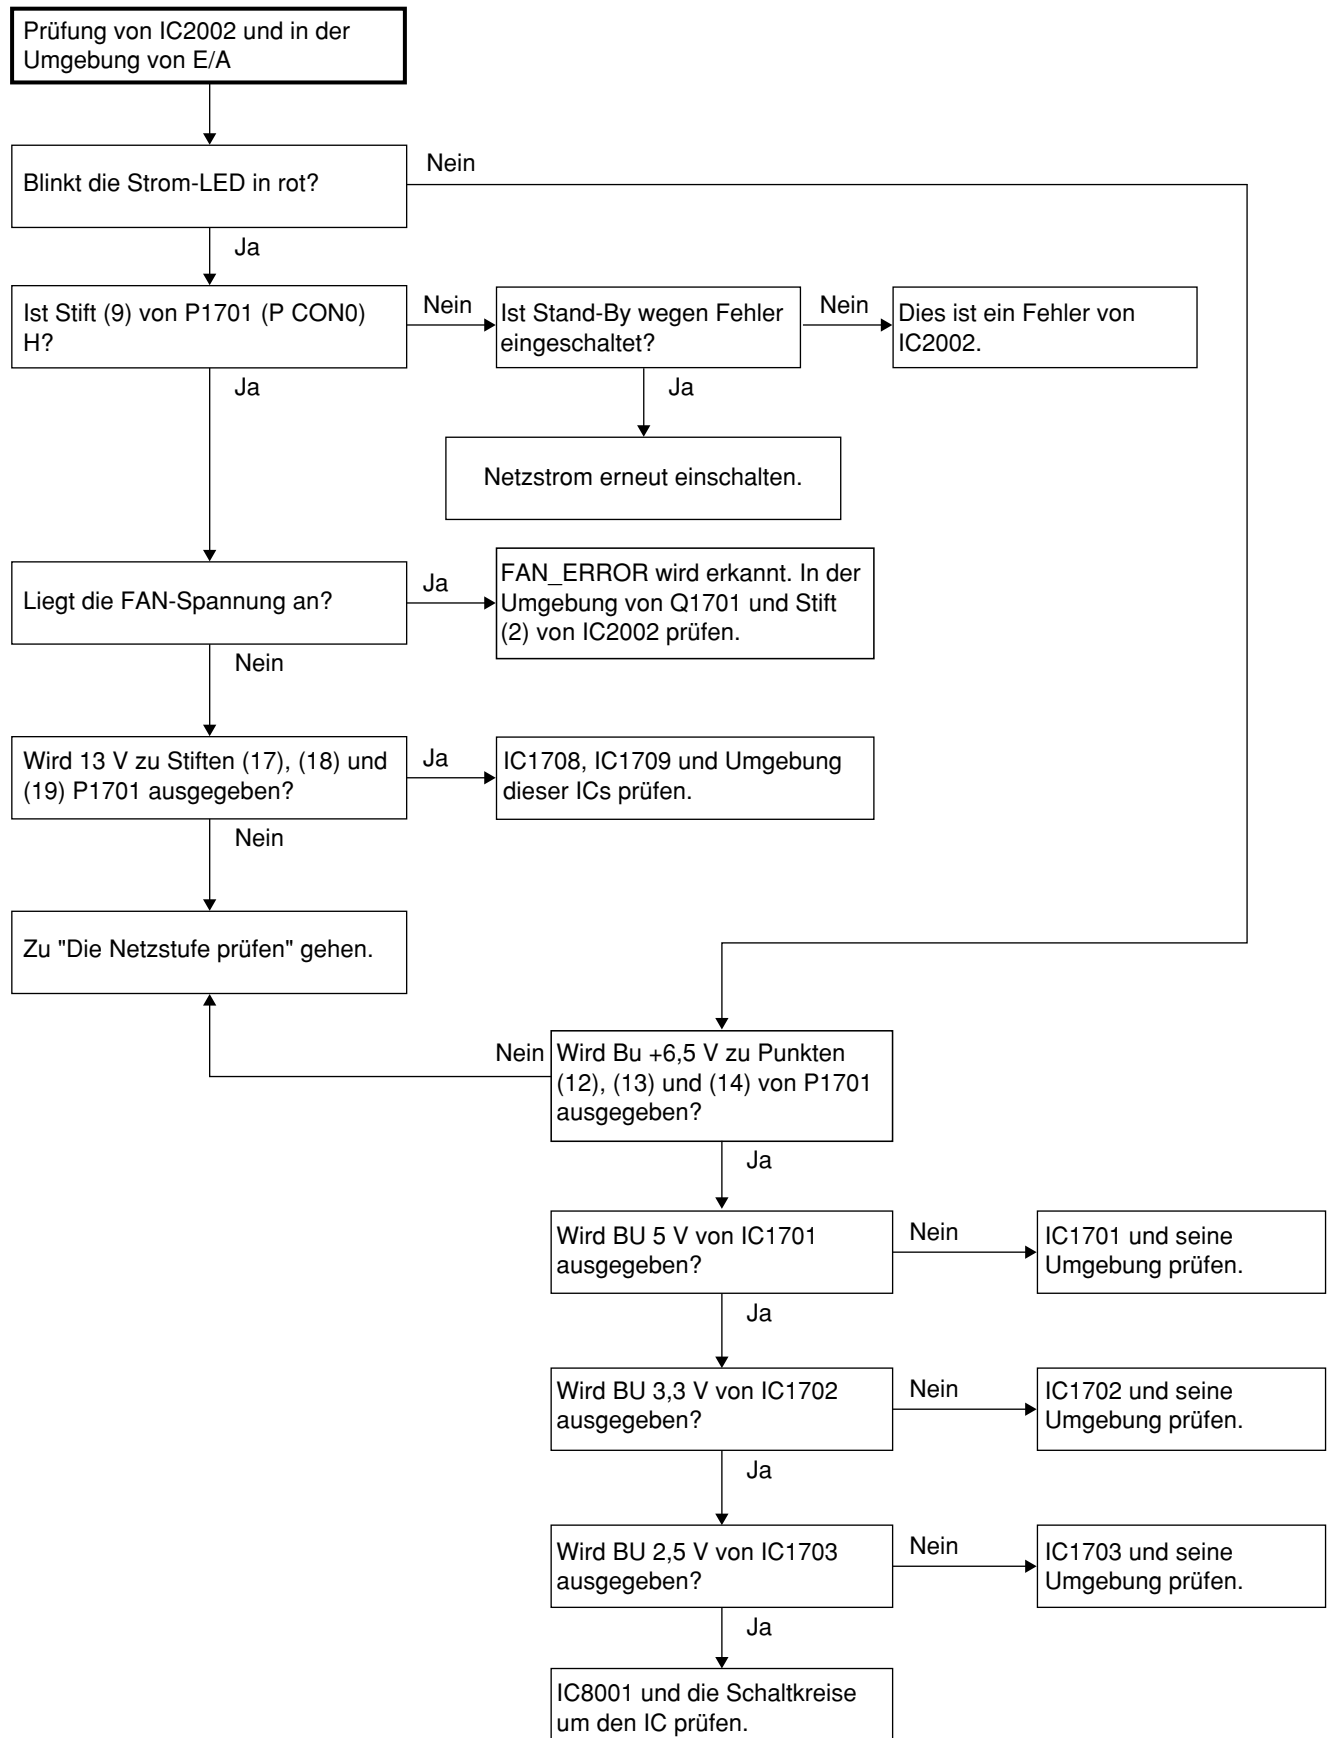 Prüfung von IC2002 und in der
Umgebung von E/A
Nein
Blinkt die Strom-LED in rot?
Ja
Ist Stift (9) von P1701 (P CON0)
H?
Nein
Ist Stand-By wegen Fehler
eingeschaltet?
Nein
Dies ist ein Fehler von
IC2002.
Ja
Ja
Netzstrom erneut einschalten.
Liegt die FAN-Spannung an?
Ja
FAN_ERROR wird erkannt. In der
Umgebung von Q1701 und Stift
(2) von IC2002 prüfen.
Nein
Wird 13 V zu Stiften (17), (18) und
(19) P1701 ausgegeben?
Ja
IC1708, IC1709 und Umgebung
dieser ICs prüfen.
Nein
Zu "Die Netzstufe prüfen" gehen.
Nein
Wird Bu +6,5 V zu Punkten
(12), (13) und (14) von P1701
ausgegeben?
Ja
Wird BU 5 V von IC1701
ausgegeben?
Nein
IC1701 und seine
Umgebung prüfen.
Ja
Wird BU 3,3 V von IC1702
ausgegeben?
Nein
IC1702 und seine
Umgebung prüfen.
Ja
Wird BU 2,5 V von IC1703
ausgegeben?
Nein
IC1703 und seine
Umgebung prüfen.
Ja
IC8001 und die Schaltkreise
um den IC prüfen.